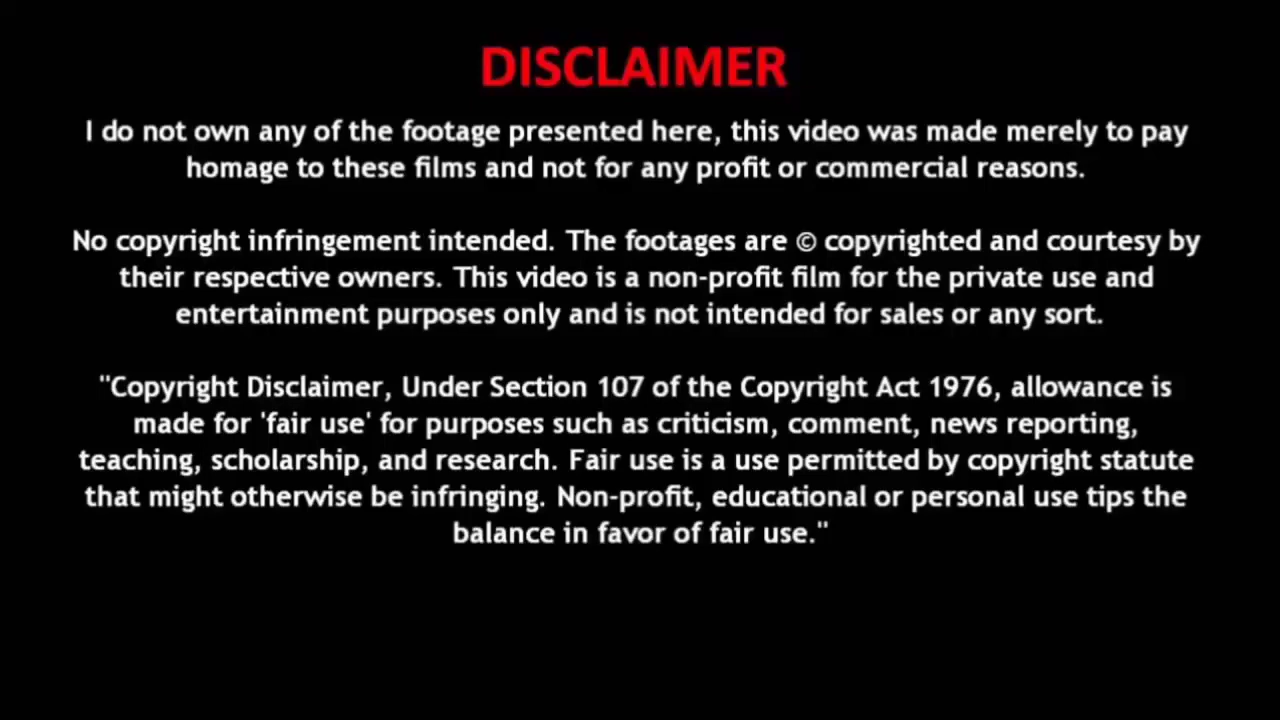 DISCLAIMER
I do not own any of the footage presented here, this video was made merely to pay
homage to these films and not for any profit or commercial reasons.
No copyright infringement intended. The footages are © copyrighted and courtesy by
their respective owners. This video is a non-profit film for the private use and
entertainment purposes only and is not intended for sales or any sort.
"Copyright Disclaimer, Under Section 107 of the Copyright Act 1976, allowance is
made for 'fair use' for purposes such as criticism, comment, news reporting,
teaching, scholarship, and research. Fair use is a use permitted by copyright statute
that might otherwise be infringing. Non-profit, educational or personal use tips the
balance in favor of fair use."